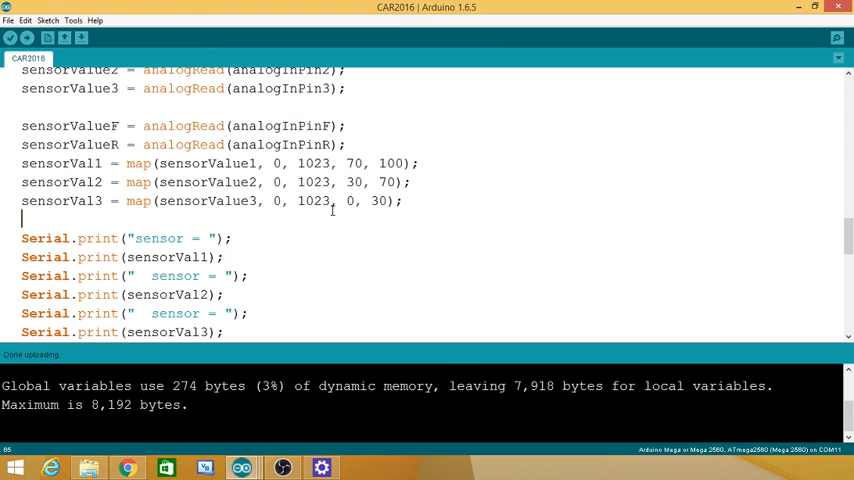 CAR2016 | Arduino 1.6.5
File Edit Sketch Tools Help
CAR2016
sensorValue2 = analogRead(analogInPin2);
sensorValue3 = analogRead(analogInPin3);
sensorValueF = analogRead(analogInPinF);
sensorValueR = analogRead(analogInPinR);
sensorVal1 = map(sensorValue1, 0, 1023, 70, 100);
sensorVal2 = map(sensorValue2, 0, 1023, 30, 70);
sensorVal3 = map(sensorValue3, 0, 1023, 0, 30);
Serial.print("sensor = ");
Serial.print(sensorVal1);
Serial.print("  sensor = ");
Serial.print(sensorVal2);
Serial.print("  sensor = ");
Serial.print(sensorVal3);
Done uploading.
Global variables use 274 bytes (3%) of dynamic memory, leaving 7,918 bytes for local variables.
Maximum is 8,192 bytes.
65
Arduino Mega or Mega 2560, ATmega2560 (Mega 2560) on COM11